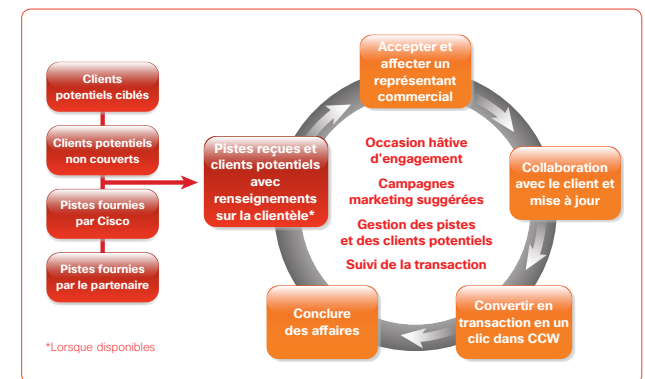 Clients
potentiels ciblés
Clients potentiels
non couverts
Pistes fournies
par Cisco
Pistes fournies
par le partenaire
*Lorsque disponibles
Pistes reçues et
clients potentiels
avec
renseignements
sur la clientèle*
Accepter et
affecter un
représentant
commercial
Collaboration
avec le client et
mise à jour
Convertir en
transaction en un
clic dans CCW
Conclure
des affaires
Occasion hâtive
d'engagement
Campagnes
marketing suggérées
Gestion des pistes
et des clients potentiels
Suivi de la transaction